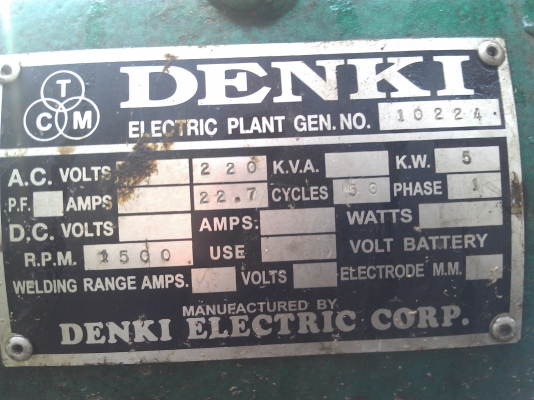 T
C M
DENKI
ELECTRIC PLANT GEN. NO. 10224
A.C. VOLTS 220 K.V.A. K.W. 5
P.F. AMPS 22.7 CYCLES 50 PHASE 1
D.C. VOLTS AMPS. WATTS
R.P.M. 1500 USE VOLT BATTERY
WELDING RANGE AMPS. VOLTS ELECTRODE M.M.
MANUFACTURED BY
DENKI ELECTRIC CORP.